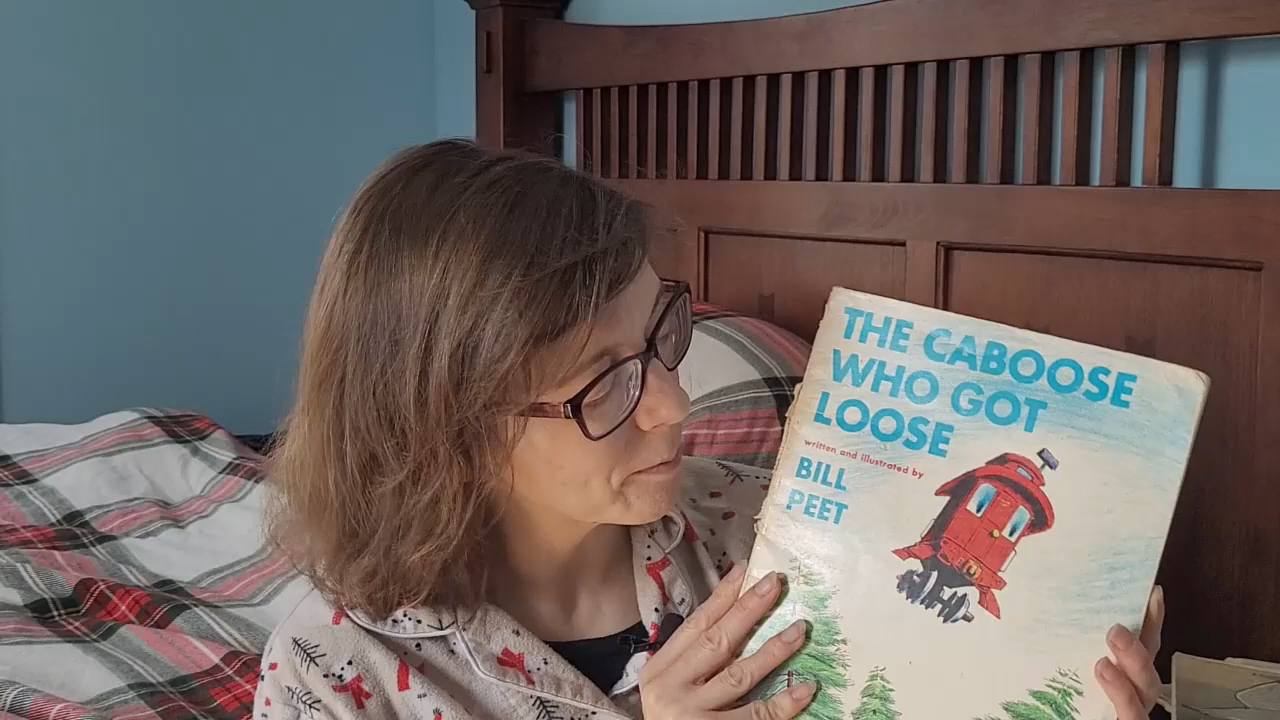 THE CABOOSE
WHO GOT
LOOSE
written and illustrated by
BILL
PEET